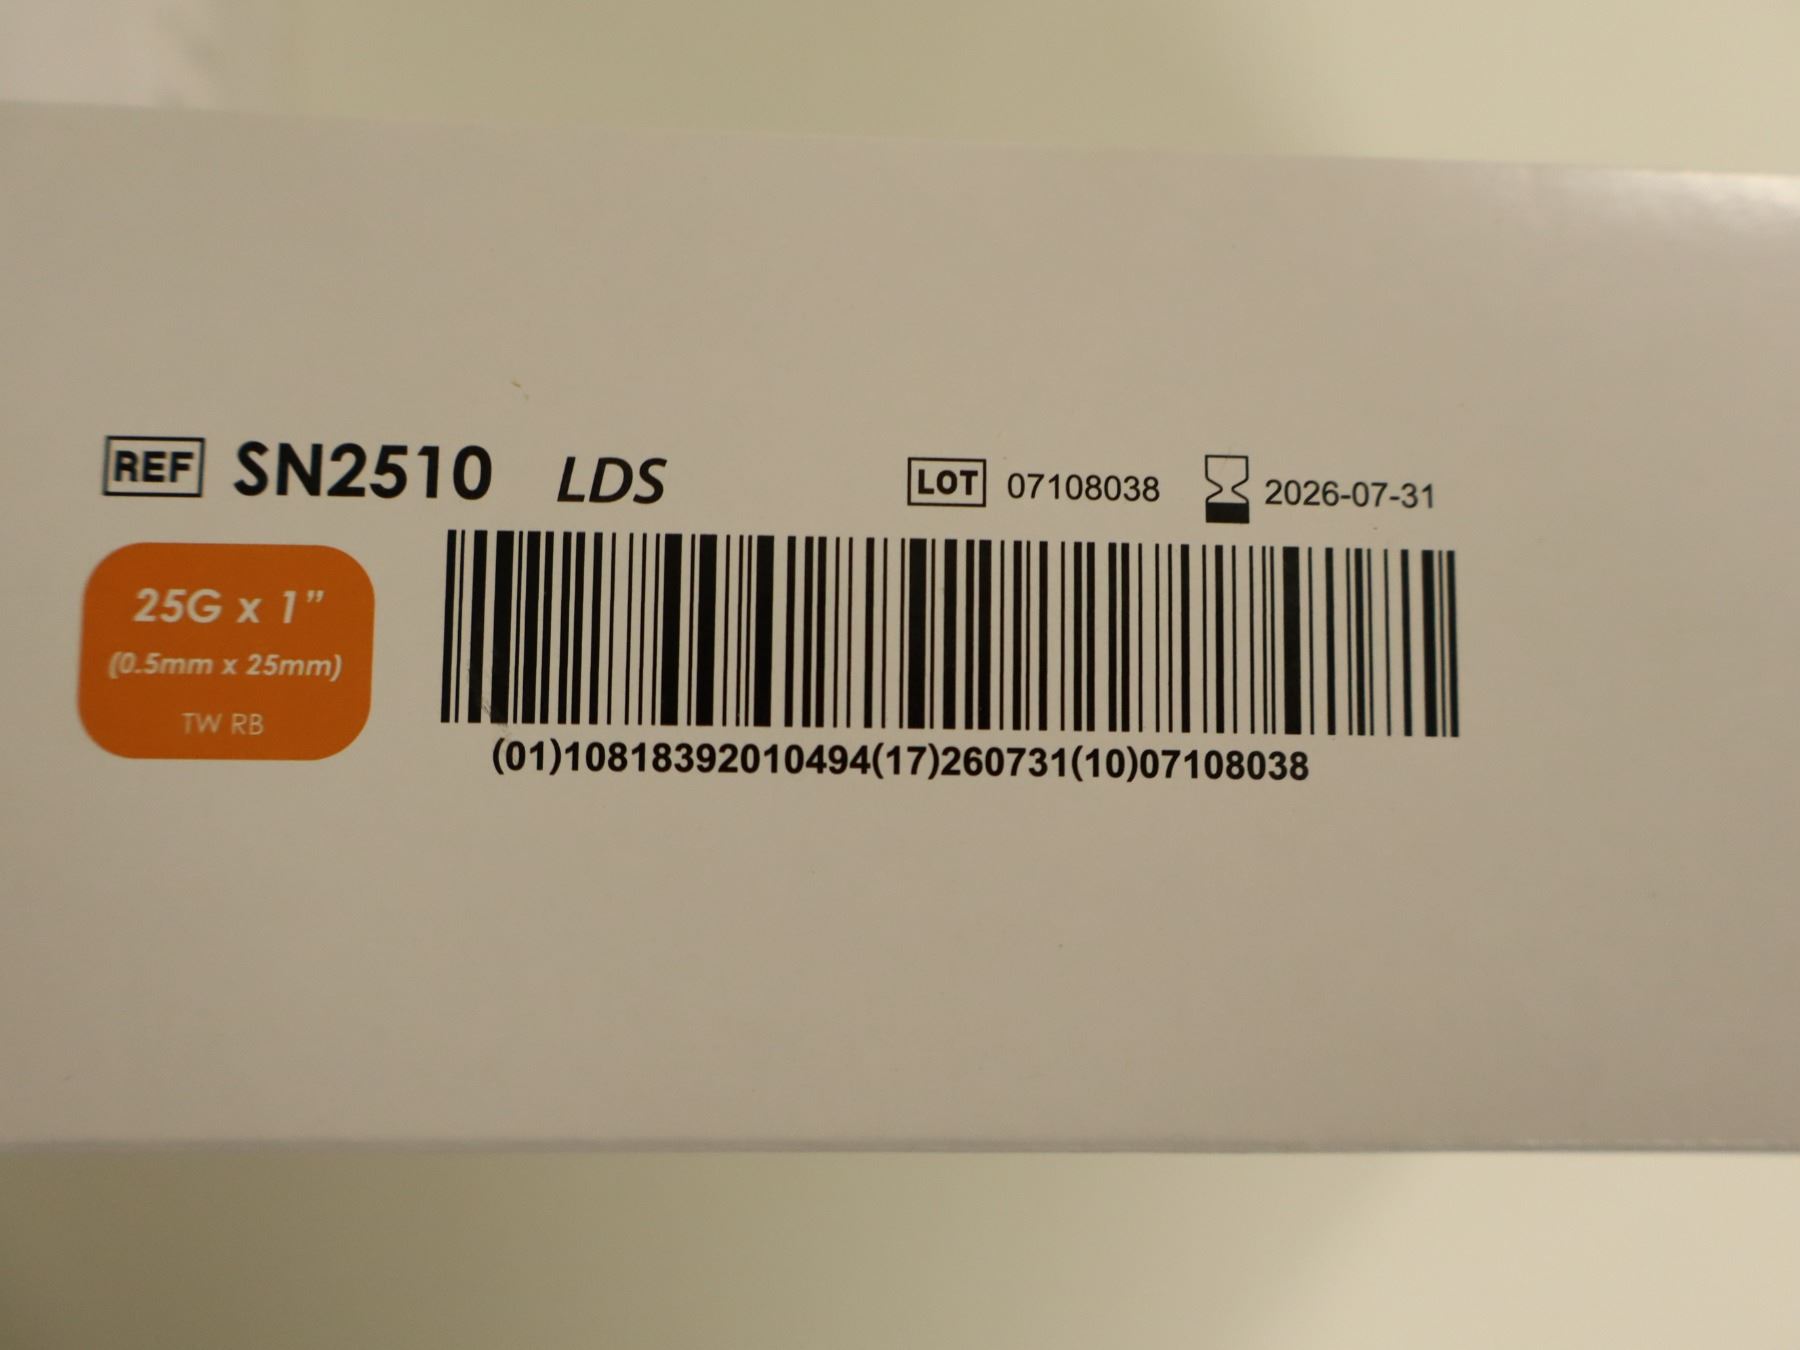 REF SN2510 LDS LOT 07108038 2026-07-31
25G x 1”
(0.5mm x 25mm)
TW RB
(01)10818392010494(17)260731(10)07108038